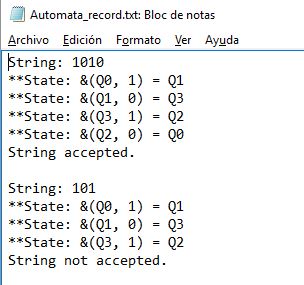 Automata_record.txt: Bloc de notas
Archivo Edición Formato Ver Ayuda
String: 1010
**State: &(Q0, 1) = Q1
**State: &(Q1, 0) = Q3
**State: &(Q3, 1) = Q2
**State: &(Q2, 0) = Q0
String accepted.

String: 101
**State: &(Q0, 1) = Q1
**State: &(Q1, 0) = Q3
**State: &(Q3, 1) = Q2
String not accepted.